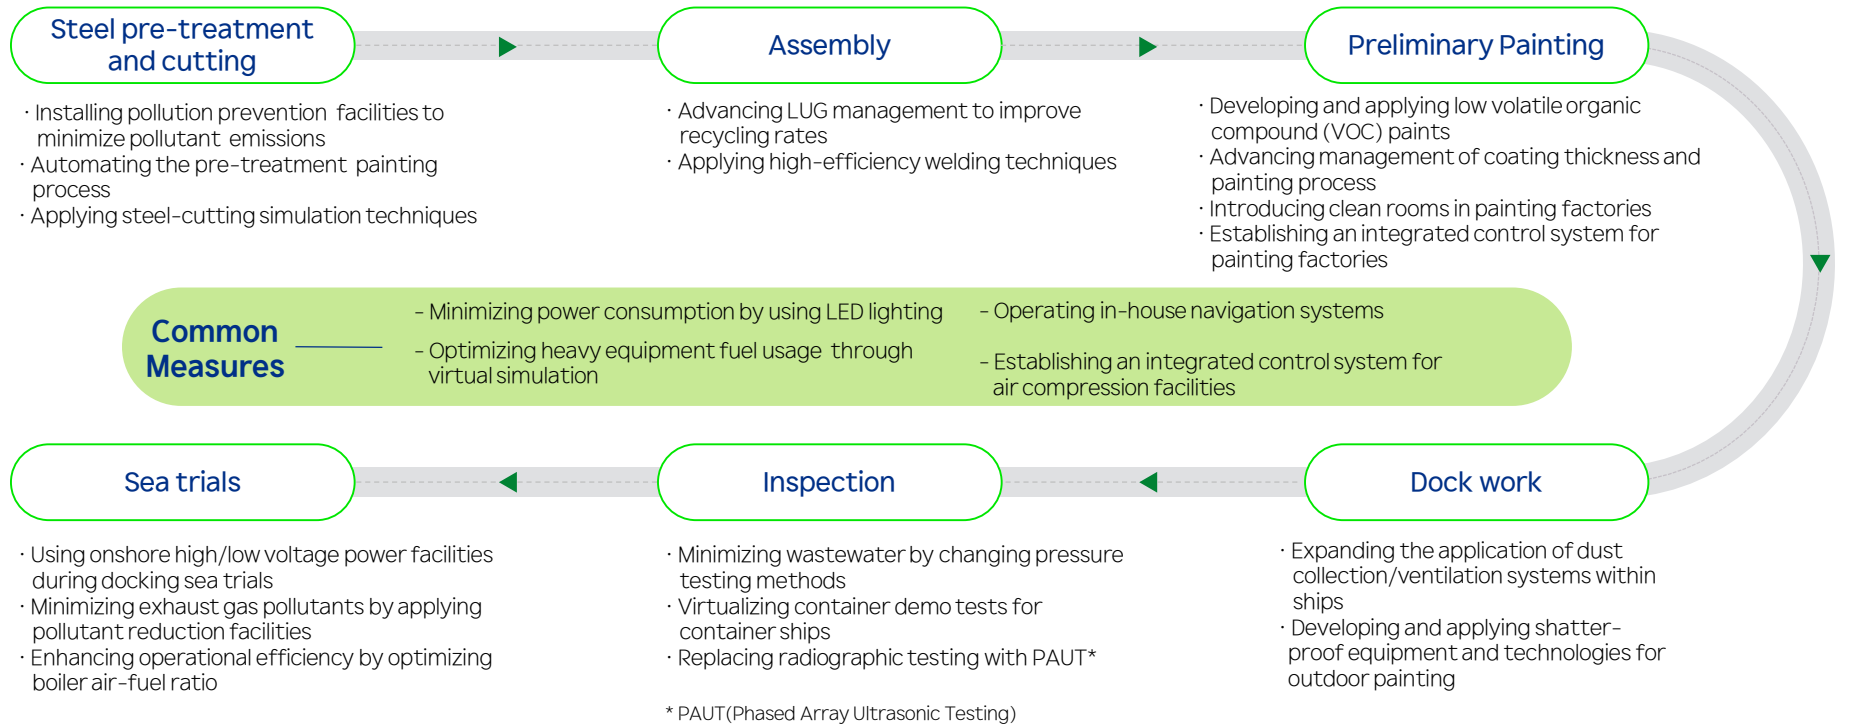 Steel pre-treatment
and cutting
· Installing pollution prevention facilities to
minimize pollutant emissions
· Automating the pre-treatment painting
process
· Applying steel-cutting simulation techniques
Assembly
· Advancing LUG management to improve
recycling rates
· Applying high-efficiency welding techniques
Preliminary Painting
· Developing and applying low volatile organic
compound (VOC) paints
· Advancing management of coating thickness and
painting process
· Introducing clean rooms in painting factories
· Establishing an integrated control system for
painting factories
Common
Measures
- Minimizing power consumption by using LED lighting
- Optimizing heavy equipment fuel usage through
virtual simulation
- Operating in-house navigation systems
- Establishing an integrated control system for
air compression facilities
Dock work
· Expanding the application of dust
collection/ventilation systems within
ships
· Developing and applying shatter-
proof equipment and technologies for
outdoor painting
Inspection
· Minimizing wastewater by changing pressure
testing methods
· Virtualizing container demo tests for
container ships
· Replacing radiographic testing with PAUT*
* PAUT(Phased Array Ultrasonic Testing)
Sea trials
· Using onshore high/low voltage power facilities
during docking sea trials
· Minimizing exhaust gas pollutants by applying
pollutant reduction facilities
· Enhancing operational efficiency by optimizing
boiler air-fuel ratio